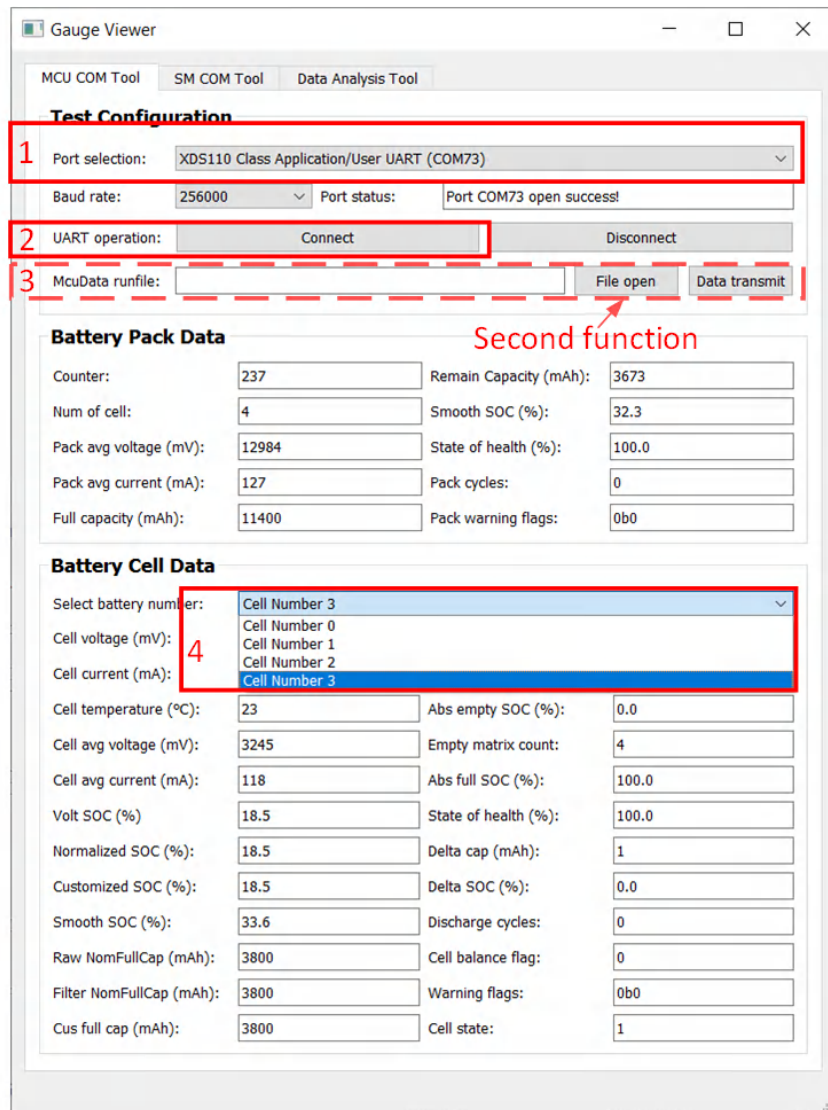 Gauge Viewer
MCU COM Tool SM COM Tool Data Analysis Tool
Test Configuration
1 Port selection: XDS110 Class Application/User UART (COM73)
Baud rate: 256000 Port status: Port COM73 open success!
2 UART operation: Connect Disconnect
3 McuData runfile: File open Data transmit
Second function
Battery Pack Data
Counter: 237 Remain Capacity (mAh): 3673
Num of cell: 4 Smooth SOC (%): 32.3
Pack avg voltage (mV): 12984 State of health (%): 100.0
Pack avg current (mA): 127 Pack cycles: 0
Full capacity (mAh): 11400 Pack warning flags: 0b0
Battery Cell Data
Select battery number: Cell Number 3
Cell Number 0
Cell voltage (mV): Cell Number 1
4 Cell Number 2
Cell current (mA): Cell Number 3
Cell temperature (ºC): 23 Abs empty SOC (%): 0.0
Cell avg voltage (mV): 3245 Empty matrix count: 4
Cell avg current (mA): 118 Abs full SOC (%): 100.0
Volt SOC (%) 18.5 State of health (%): 100.0
Normalized SOC (%): 18.5 Delta cap (mAh): 1
Customized SOC (%): 18.5 Delta SOC (%): 0.0
Smooth SOC (%): 33.6 Discharge cycles: 0
Raw NomFullCap (mAh): 3800 Cell balance flag: 0
Filter NomFullCap (mAh): 3800 Warning flags: 0b0
Cus full cap (mAh): 3800 Cell state: 1